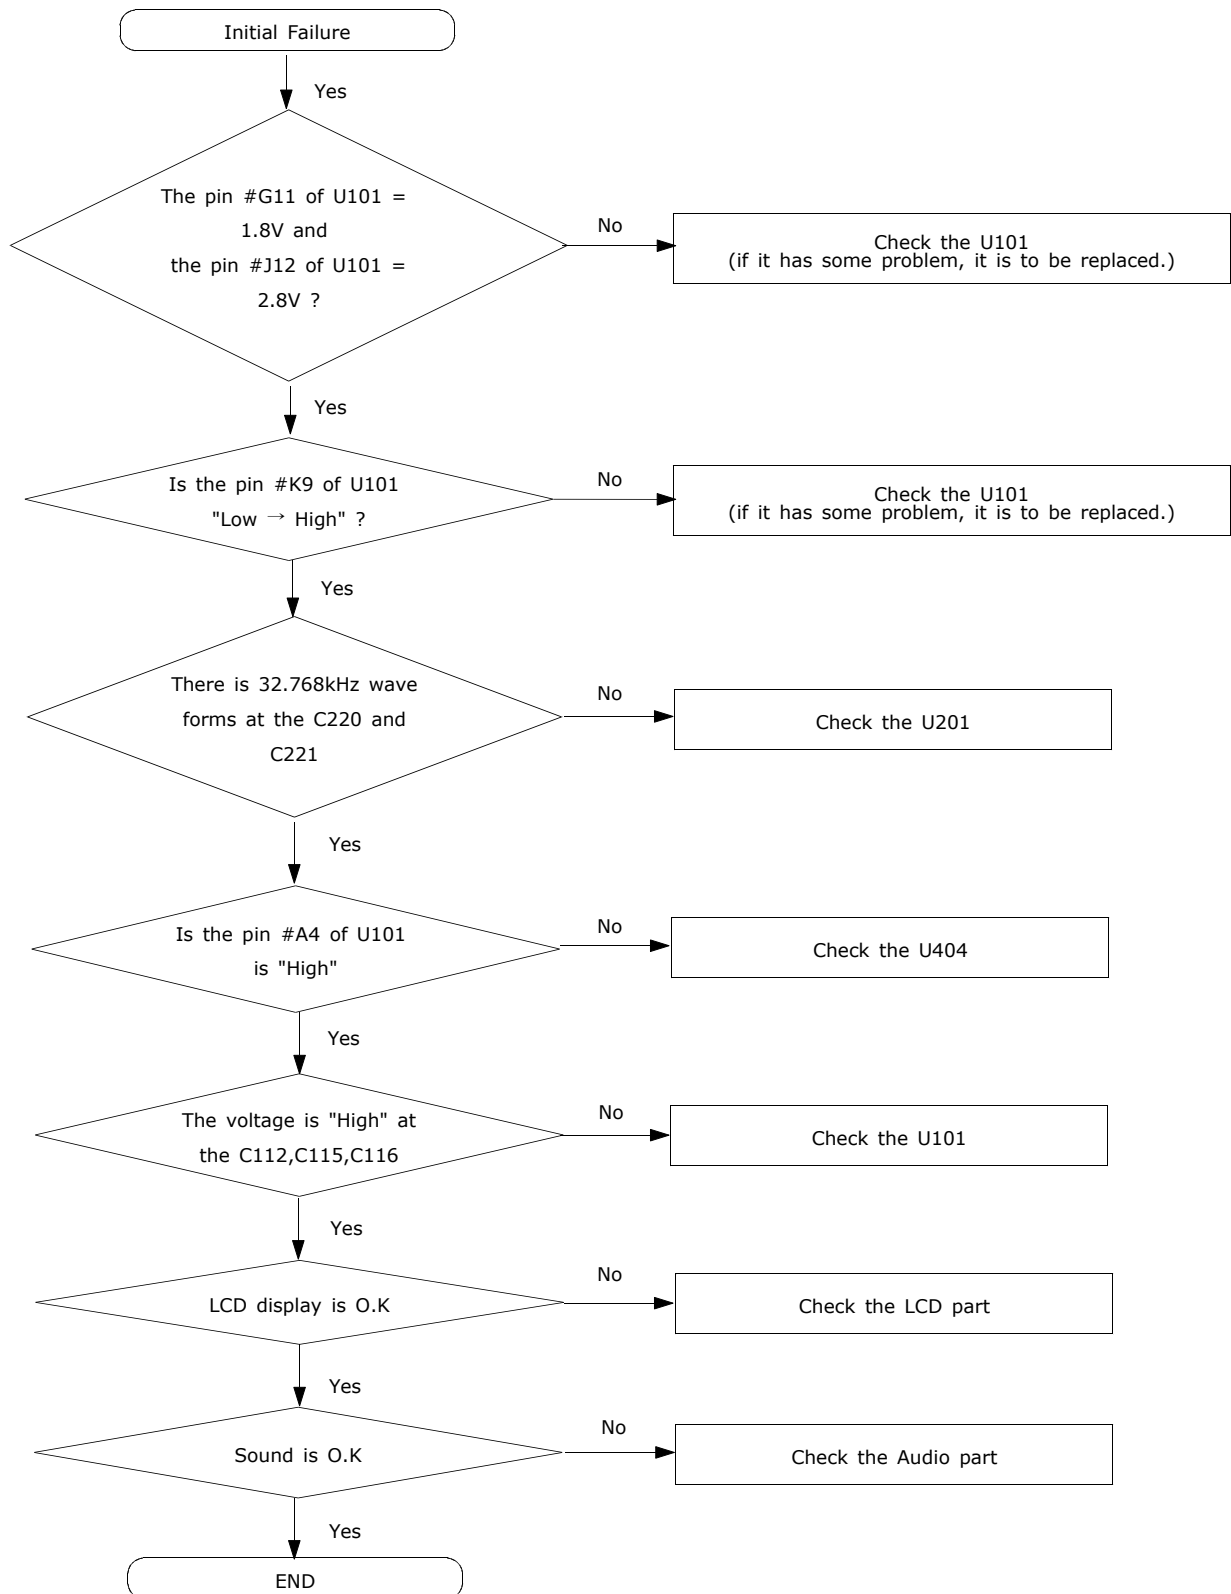 Initial Failure
Yes
The pin #G11 of U101 =
1.8V and
the pin #J12 of U101 =
2.8V ?
No
Check the U101
(if it has some problem, it is to be replaced.)
Yes
Is the pin #K9 of U101
"Low → High" ?
No
Check the U101
(if it has some problem, it is to be replaced.)
Yes
There is 32.768kHz wave
forms at the C220 and
C221
No
Check the U201
Yes
Is the pin #A4 of U101
is "High"
No
Check the U404
Yes
The voltage is "High" at
the C112,C115,C116
No
Check the U101
Yes
LCD display is O.K
No
Check the LCD part
Yes
Sound is O.K
No
Check the Audio part
Yes
END